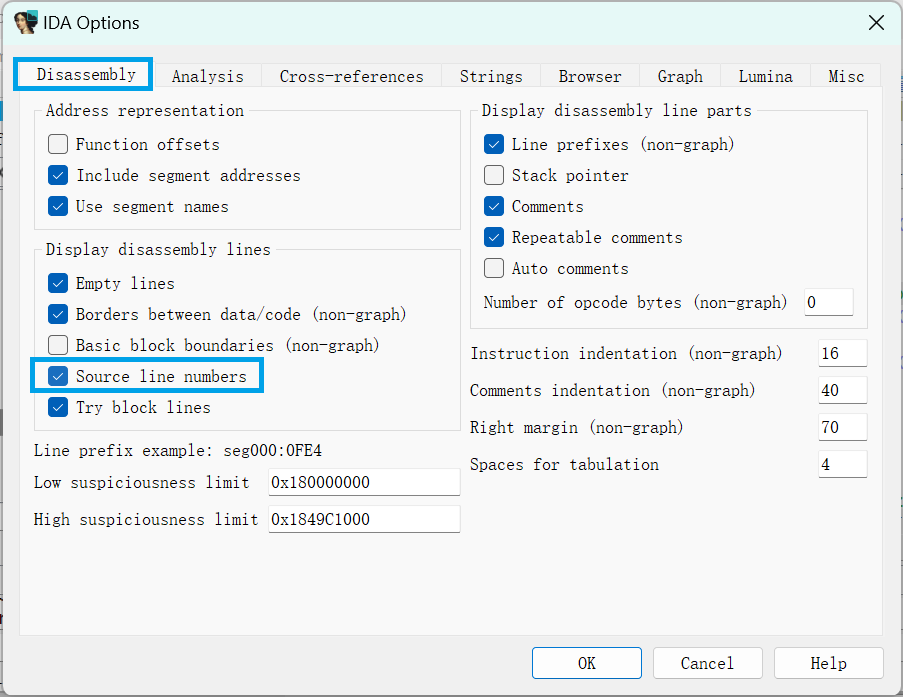 IDA Options
Disassembly Analysis Cross-references Strings Browser Graph Lumina Misc
Address representation
Function offsets
Include segment addresses
Use segment names
Display disassembly lines
Empty lines
Borders between data/code (non-graph)
Basic block boundaries (non-graph)
Source line numbers
Try block lines
Line prefix example: seg000:0FE4
Low suspiciousness limit 0x180000000
High suspiciousness limit 0x1849C1000
Display disassembly line parts
Line prefixes (non-graph)
Stack pointer
Comments
Repeatable comments
Auto comments
Number of opcode bytes (non-graph) 0
Instruction indentation (non-graph) 16
Comments indentation (non-graph) 40
Right margin (non-graph) 70
Spaces for tabulation 4
OK Cancel Help